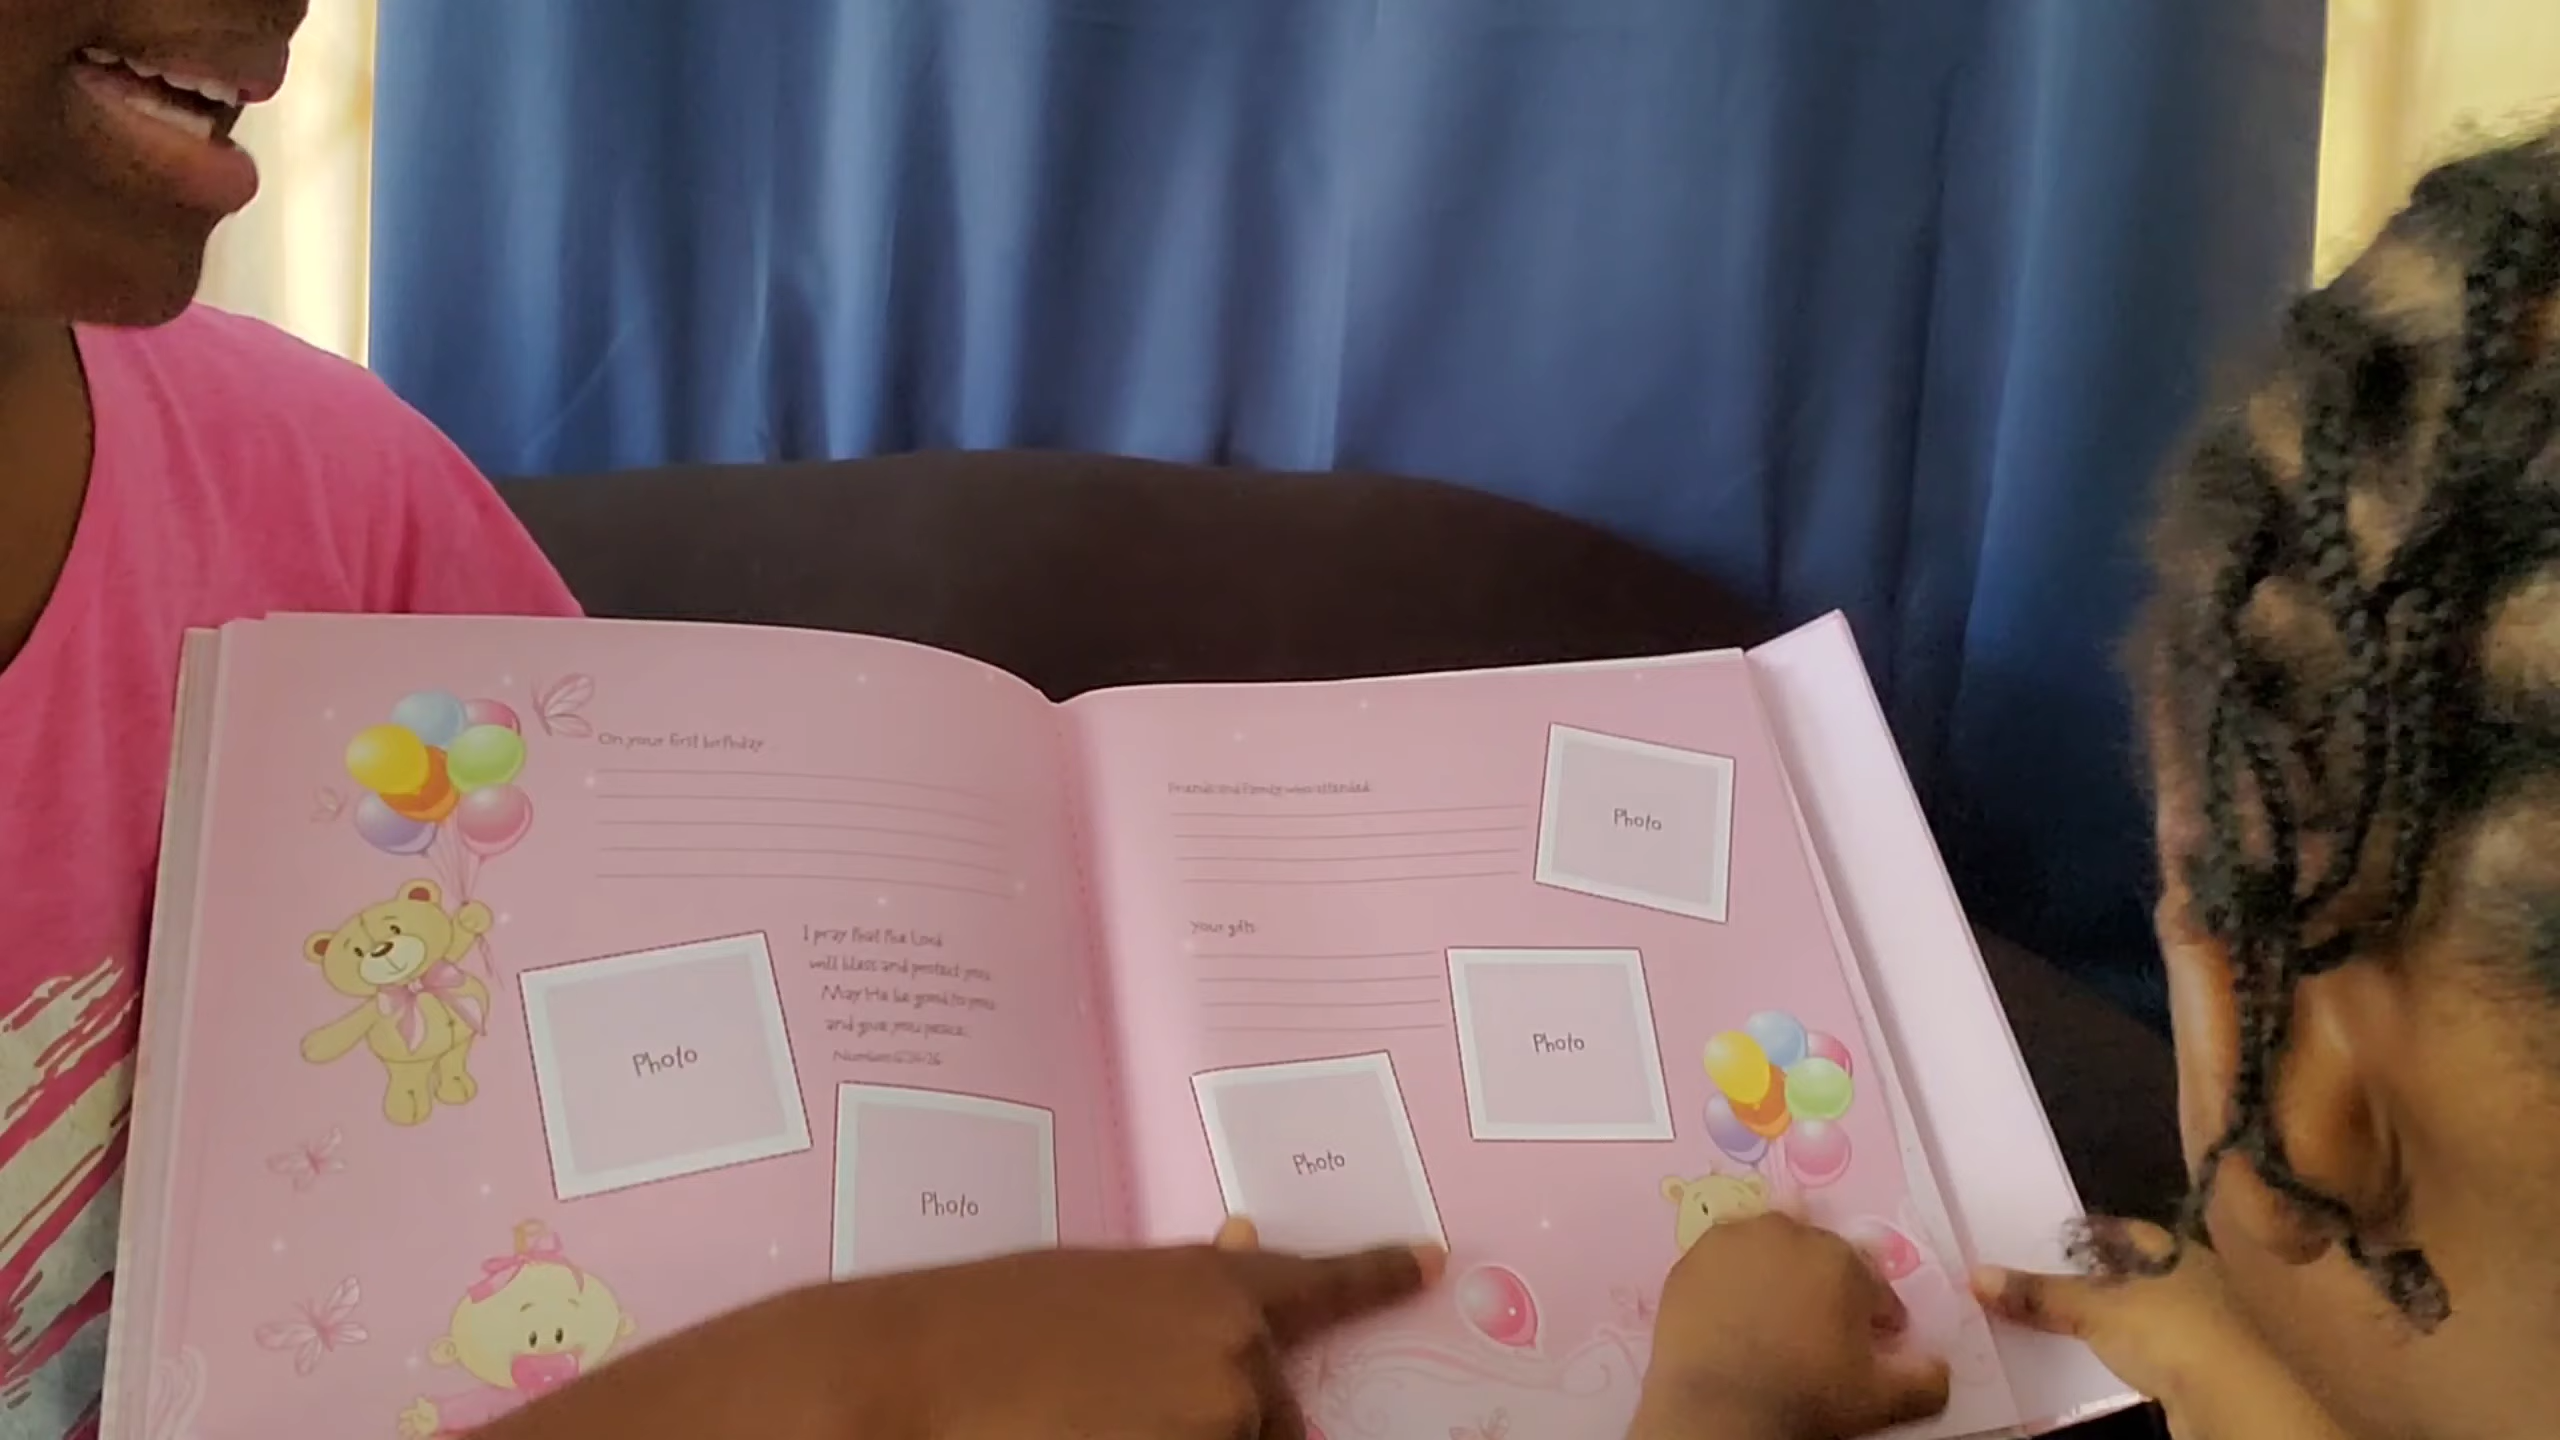 On your first birthday...
I pray that the Lord
will bless and protect you.
May He be good to you
and give you peace.
Numbers 6:24-26
Photo
Photo
Friends and Family who attended
Photo
Your gifts
Photo
Photo